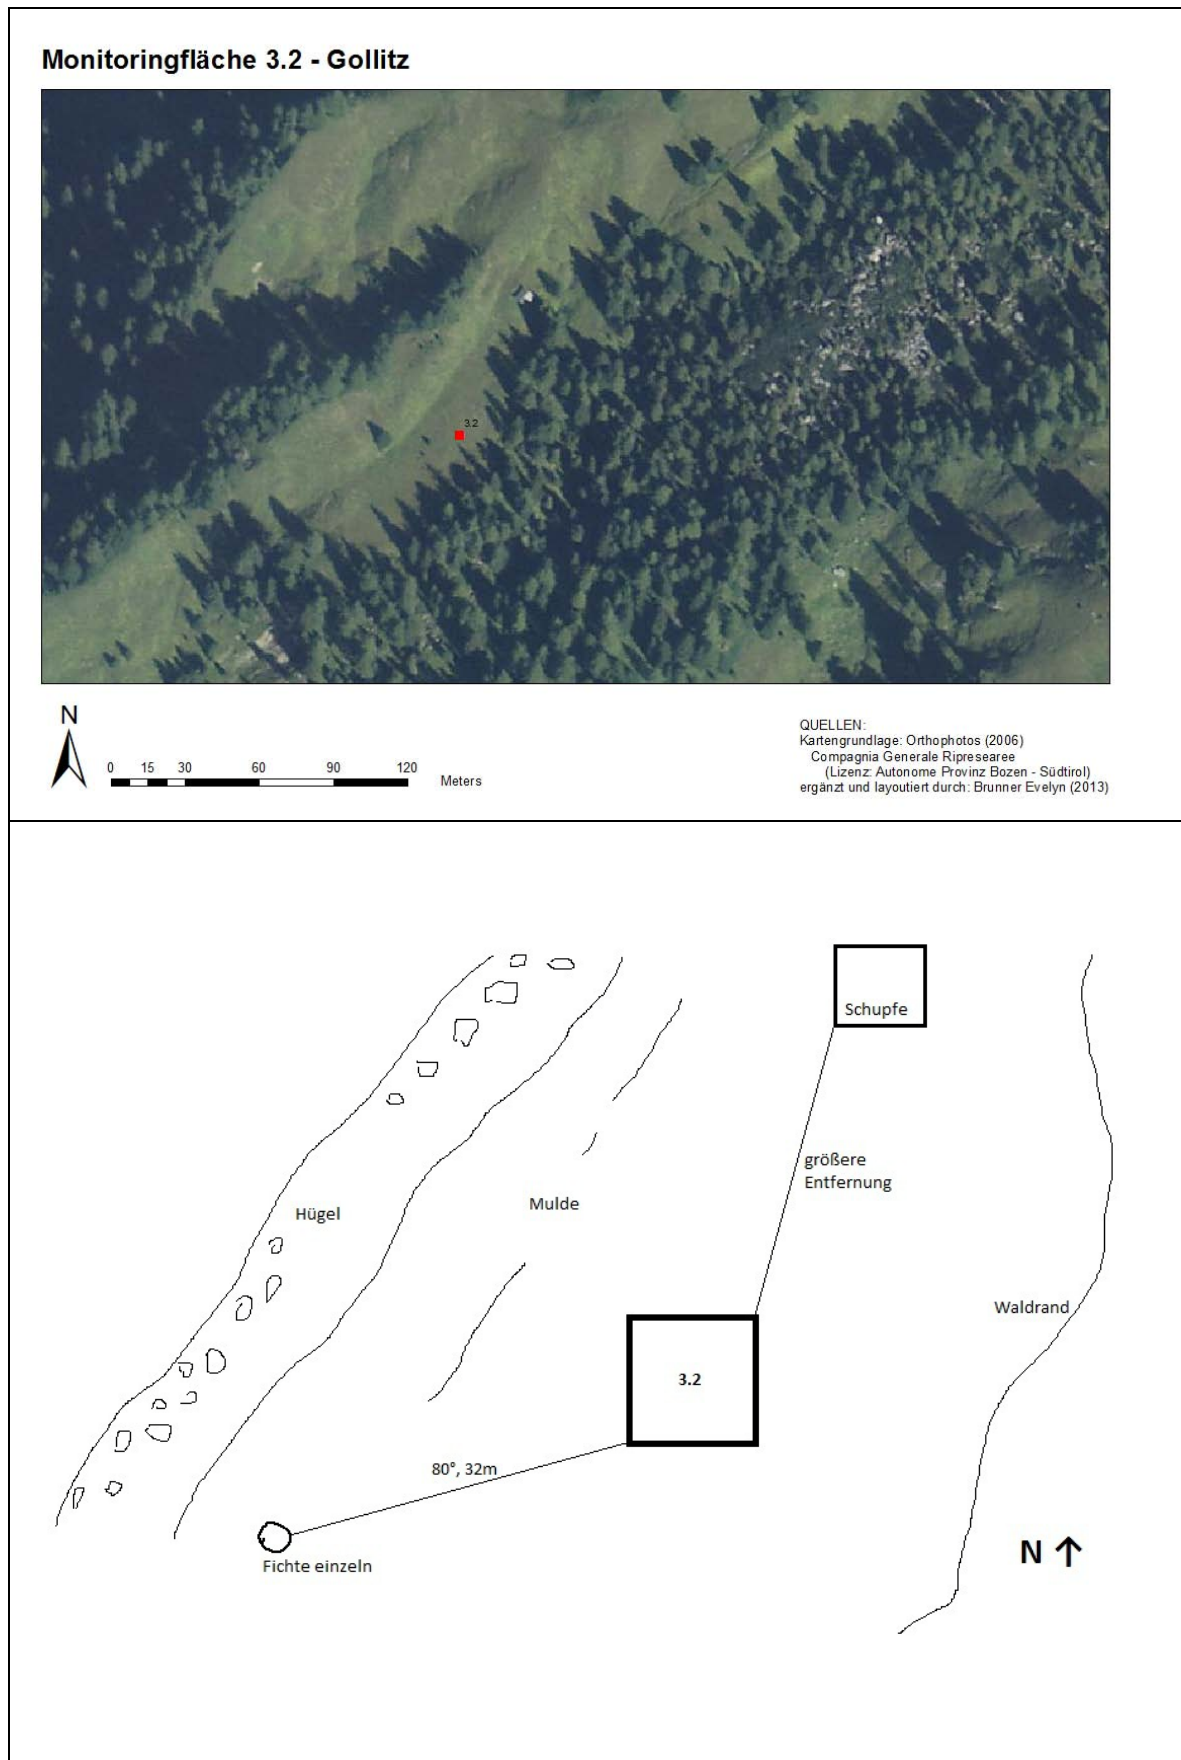 Monitoringfläche 3.2 - Gollitz
3.2
N
0 15 30 60 90 120
Meters
QUELLEN:
Kartengrundlage: Orthophotos (2006)
Compagnia Generale Ripresearee
(Lizenz: Autonome Provinz Bozen - Südtirol)
ergänzt und layoutiert durch: Brunner Evelyn (2013)
Schupfe
größere
Entfernung
Mulde
Hügel
Waldrand
3.2
80°, 32m
Fichte einzeln
N ↑